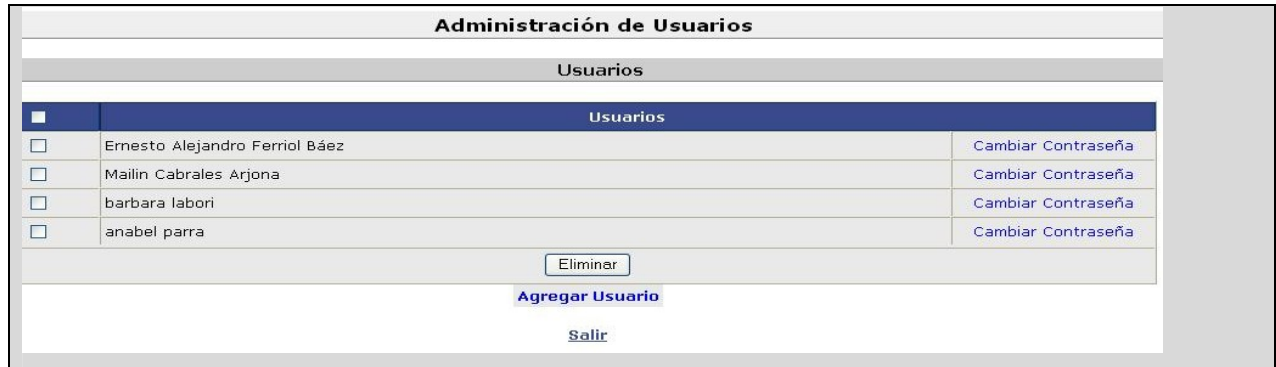 Administración de Usuarios
Usuarios
Usuarios
Ernesto Alejandro Ferriol Báez Cambiar Contraseña
Mailin Cabrales Arjona Cambiar Contraseña
barbara labori Cambiar Contraseña
anabel parra Cambiar Contraseña
Eliminar
Agregar Usuario
Salir